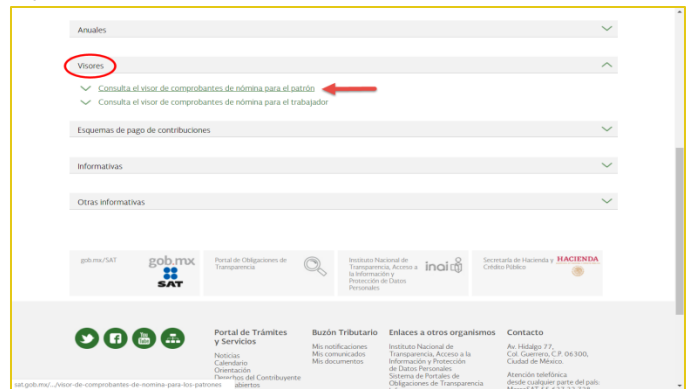 Anuales
Visores
Consulta el visor de comprobantes de nómina para el patrón
Consulta el visor de comprobantes de nómina para el trabajador
Esquemas de pago de contribuciones
Informativas
Otras informativas
gob.mx/SAT
gob.mx
SAT
Portal de Obligaciones de
Transparencia
Instituto Nacional de
Transparencia, Acceso a
la Información y
Protección de Datos
Personales
inai
Secretaría de Hacienda y
Crédito Público
HACIENDA
You
Tube
Portal de Trámites
y Servicios
Noticias
Calendario
Orientación
Derechos del Contribuyente
abiertos
Buzón Tributario
Mis notificaciones
Mis comunicados
Mis documentos
Enlaces a otros organismos
Instituto Nacional de
Transparencia, Acceso a la
Información y Protección
de Datos Personales
Sistema de Portales de
Obligaciones de Transparencia
Contacto
Av. Hidalgo 77,
Col. Guerrero, C.P. 06300,
Ciudad de México.
Atención telefónica
desde cualquier parte del país
sat.gob.mx/.../visor-de-comprobantes-de-nomina-para-los-patrones